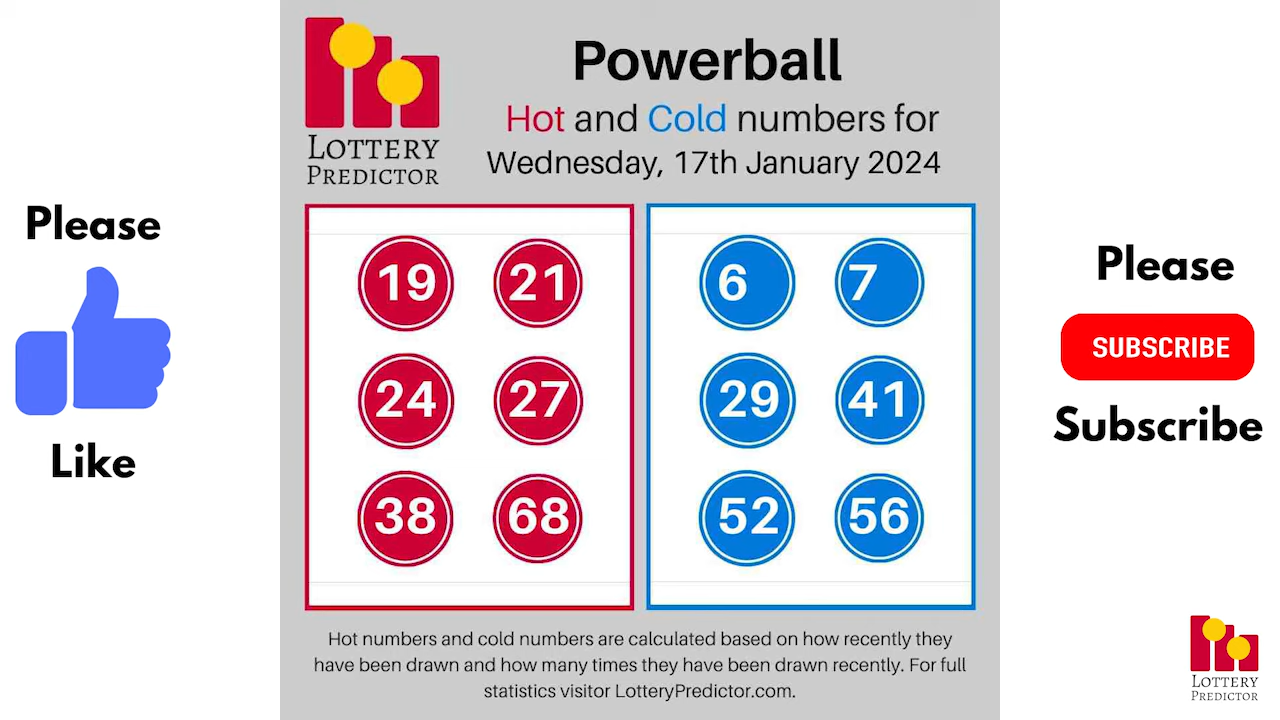 LOTTERY
PREDICTOR
Powerball
Hot and Cold numbers for
Wednesday, 17th January 2024
Please
Like
19 21
24 27
38 68
6 7
29 41
52 56
Please
SUBSCRIBE
Subscribe
Hot numbers and cold numbers are calculated based on how recently they
have been drawn and how many times they have been drawn recently. For full
statistics visitor LotteryPredictor.com.
LOTTERY
PREDICTOR